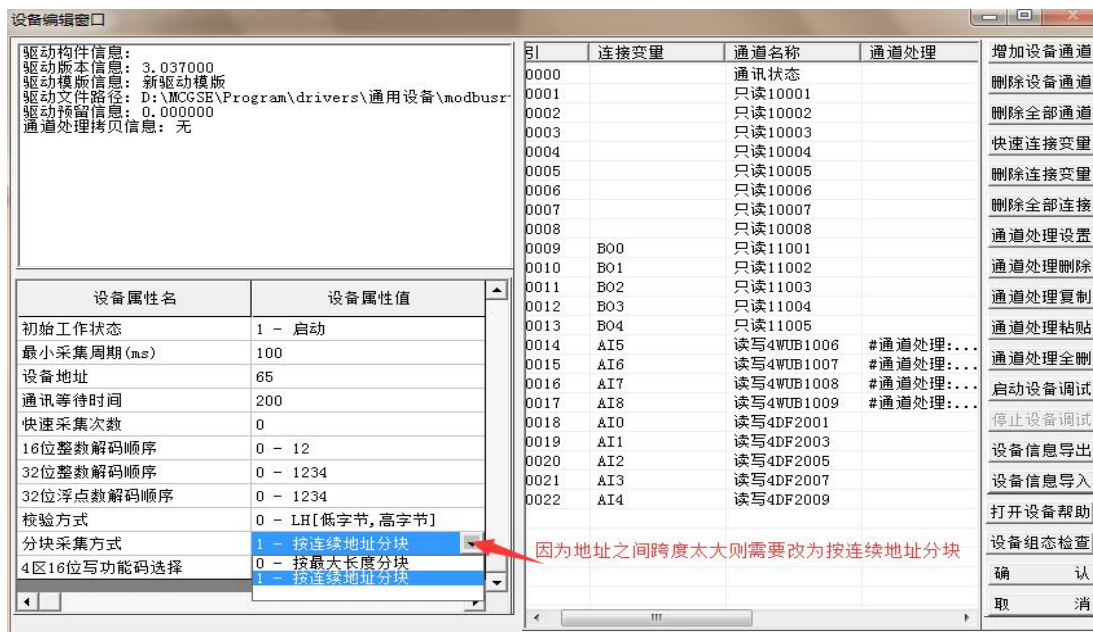 设备编辑窗口
驱动构件信息:
驱动版本信息: 3.037000
驱动模版信息: 新驱动模版
驱动文件路径: D:\MCGSE\Program\drivers\通用设备\modbusr
驱动预留信息: 0.000000
通道处理拷贝信息: 无
设备属性名 设备属性值
初始工作状态 1 - 启动
最小采集周期(ms) 100
设备地址 65
通讯等待时间 200
快速采集次数 0
16位整数解码顺序 0 - 12
32位整数解码顺序 0 - 1234
32位浮点数解码顺序 0 - 1234
校验方式 0 - LH[低字节,高字节]
分块采集方式 1 - 按连续地址分块
4区16位写功能码选择 0 - 按最大长度分块
1 - 按连续地址分块
引 连接变量 通道名称 通道处理
0000 通讯状态
0001 只读10001
0002 只读10002
0003 只读10003
0004 只读10004
0005 只读10005
0006 只读10006
0007 只读10007
0008 只读10008
0009 BO0 只读11001
0010 BO1 只读11002
0011 BO2 只读11003
0012 BO3 只读11004
0013 BO4 只读11005
0014 AI5 读写4WUB1006 #通道处理:...
0015 AI6 读写4WUB1007 #通道处理:...
0016 AI7 读写4WUB1008 #通道处理:...
0017 AI8 读写4WUB1009 #通道处理:...
0018 AI0 读写4DF2001
0019 AI1 读写4DF2003
0020 AI2 读写4DF2005
0021 AI3 读写4DF2007
0022 AI4 读写4DF2009
因为地址之间跨度太大则需要改为按连续地址分块
增加设备通道
删除设备通道
删除全部通道
快速连接变量
删除连接变量
删除全部连接
通道处理设置
通道处理删除
通道处理复制
通道处理粘贴
通道处理全删
启动设备调试
停止设备调试
设备信息导出
设备信息导入
打开设备帮助
设备组态检查
确 认
取 消